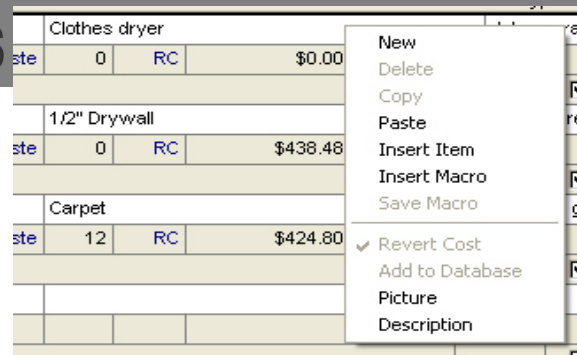 s
Clothes dryer
ste 0 RC $0.00
1/2" Drywall
ste 0 RC $438.48
Carpet
ste 12 RC $424.80
New
Delete
Copy
Paste
Insert Item
Insert Macro
Save Macro
Revert Cost
Add to Database
Picture
Description